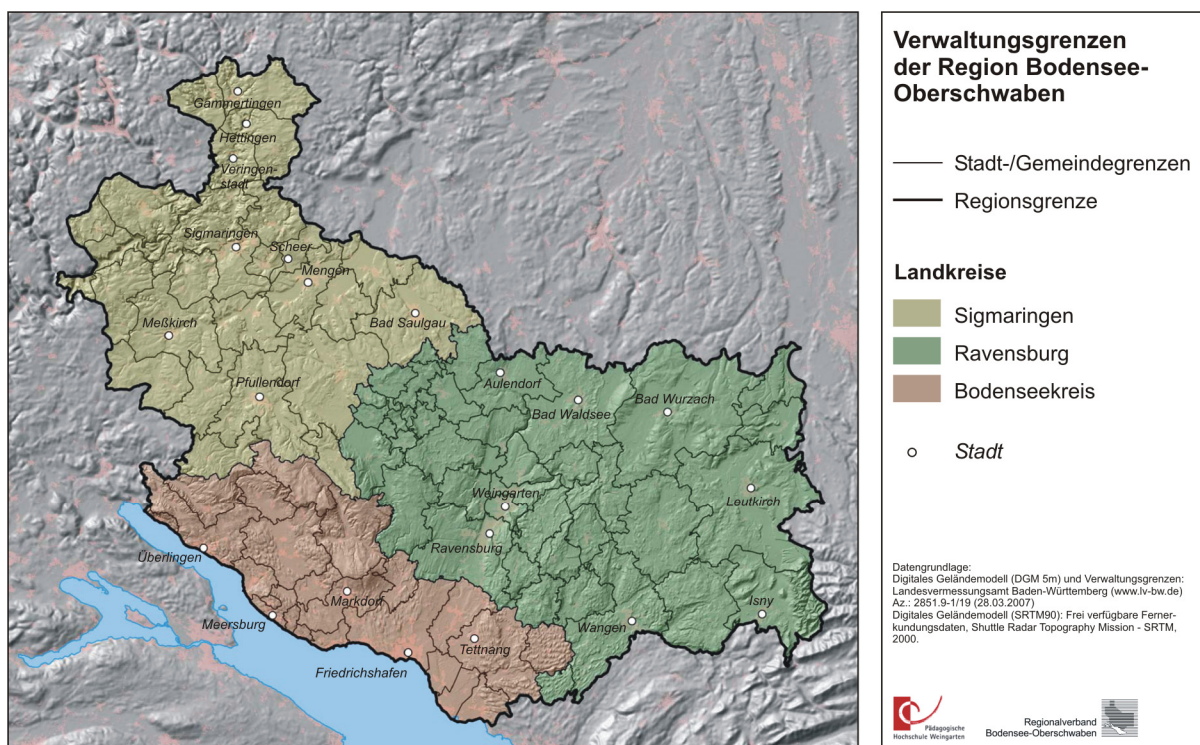 Gammertingen
Hettingen
Veringen-
stadt
Sigmaringen
Scheer
Mengen
Bad Saulgau
Meßkirch
Pfullendorf
Aulendorf
Bad Waldsee
Bad Wurzach
Weingarten
Leutkirch
Ravensburg
Überlingen
Markdorf
Meersburg
Isny
Wangen
Tettnang
Friedrichshafen
Verwaltungsgrenzen
der Region Bodensee-
Oberschwaben
Stadt-/Gemeindegrenzen
Regionsgrenze
Landkreise
Sigmaringen
Ravensburg
Bodenseekreis
Stadt
Datengrundlage:
Digitales Geländemodell (DGM 5m) und Verwaltungsgrenzen:
Landesvermessungsamt Baden-Württemberg (www.lv-bw.de)
Az.: 2851.9-1/19 (28.03.2007)
Digitales Geländemodell (SRTM90): Frei verfügbare Ferner-
kundungsdaten, Shuttle Radar Topography Mission - SRTM,
2000.
Pädagogische
Hochschule Weingarten
Regionalverband
Bodensee-Oberschwaben